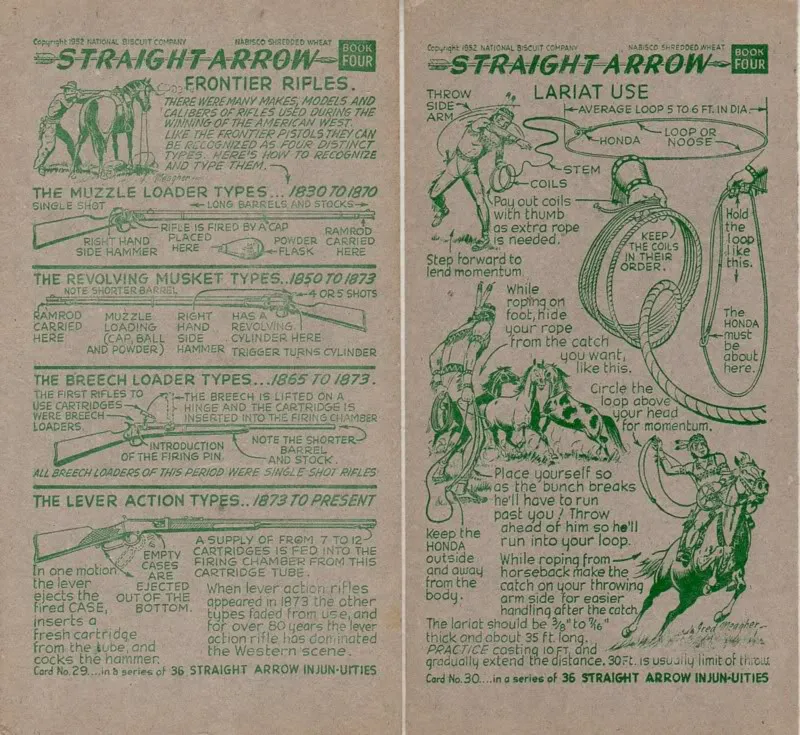 Copyright 1952 NATIONAL BISCUIT COMPANY NABISCO SHREDDED WHEAT BOOK FOUR
STRAIGHT ARROW
FRONTIER RIFLES.
THERE WERE MANY MAKES, MODELS AND
CALIBERS OF RIFLES USED DURING THE
WINNING OF THE AMERICAN WEST.
LIKE THE FRONTIER PISTOLS THEY CAN
BE RECOGNIZED AS FOUR DISTINCT
TYPES. HERE'S HOW TO RECOGNIZE
AND TYPE THEM.
Meagher
THE MUZZLE LOADER TYPES...1830 TO 1870
SINGLE SHOT LONG BARRELS AND STOCKS
RIFLE IS FIRED BY A CAP
PLACED
HERE
RIGHT HAND
SIDE HAMMER
POWDER
FLASK
RAMROD
CARRIED
HERE
THE REVOLVING MUSKET TYPES...1850 TO 1873
NOTE SHORTER BARREL
4 OR 5 SHOTS
RAMROD
CARRIED
HERE
MUZZLE
LOADING
(CAP, BALL
AND POWDER)
RIGHT
HAND
SIDE
HAMMER
HAS A
REVOLVING
CYLINDER HERE
TRIGGER TURNS CYLINDER
THE BREECH LOADER TYPES...1865 TO 1873.
THE FIRST RIFLES TO
USE CARTRIDGES
WERE BREECH
LOADERS.
THE BREECH IS LIFTED ON A
HINGE AND THE CARTRIDGE IS
INSERTED INTO THE FIRING CHAMBER
INTRODUCTION
OF THE FIRING PIN.
NOTE THE SHORTER
BARREL
AND STOCK.
ALL BREECH LOADERS OF THIS PERIOD WERE SINGLE SHOT RIFLES
THE LEVER ACTION TYPES..1873 TO PRESENT
A SUPPLY OF FROM 7 TO 12
CARTRIDGES IS FED INTO THE
FIRING CHAMBER FROM THIS
CARTRIDGE TUBE.
EMPTY
CASES
ARE
EJECTED
OUT OF THE
BOTTOM.
In one motion
the lever
ejects the
fired CASE,
inserts a
fresh cartridge
from the tube, and
cocks the hammer.
When lever action rifles
appeared in 1873 the other
types faded from use, and
for over 60 years the lever
action rifle has dominated
the Western scene.
Card No. 29....in a series of 36 STRAIGHT ARROW INJUN-UITIES
Copyright 1952 NATIONAL BISCUIT COMPANY NABISCO SHREDDED WHEAT BOOK FOUR
STRAIGHT ARROW
LARIAT USE
THROW
SIDE
ARM
AVERAGE LOOP 5 TO 6 FT. IN DIA.
HONDA
LOOP OR
NOOSE
STEM
COILS
Pay out coils
with thumb
as extra rope
is needed.
KEEP
THE COILS
IN THEIR
ORDER.
Hold
the
loop
like
this.
Step forward to
lend momentum
The
HONDA
must
be
about
here.
While
roping on
foot, hide
your rope
from the catch
you want,
like this.
Circle the
loop above
your head
for momentum.
Place yourself so
as the bunch breaks
he'll have to run
past you! Throw
ahead of him so he'll
run into your loop.
Keep the
HONDA
outside
and away
from the
body.
While roping from
horseback make the
catch on your throwing
arm side for easier
handling after the catch.
Fred Meagher
The lariat should be 3/8" to 7/16"
thick and about 35 ft. long.
PRACTICE casting 10 FT. and
gradually extend the distance. 30 Ft. is usually limit of throw
Card No. 30....in a series of 36 STRAIGHT ARROW INJUN-UITIES